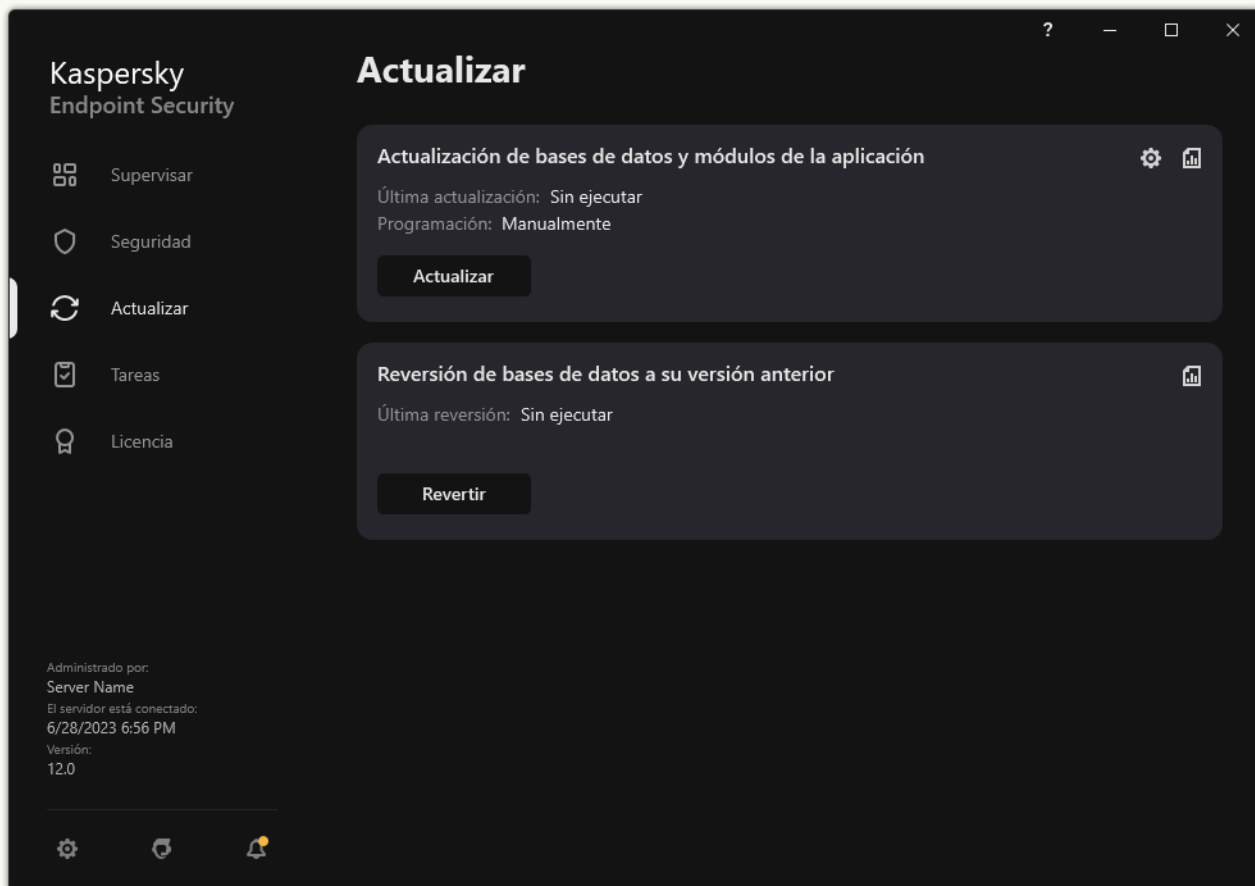 ?
Kaspersky
Endpoint Security
Supervisar
Seguridad
Actualizar
Tareas
Licencia
Administrado por:
Server Name
El servidor está conectado:
6/28/2023 6:56 PM
Versión:
12.0
Actualizar
Actualización de bases de datos y módulos de la aplicación
Última actualización: Sin ejecutar
Programación: Manualmente
Actualizar
Reversión de bases de datos a su versión anterior
Última reversión: Sin ejecutar
Revertir